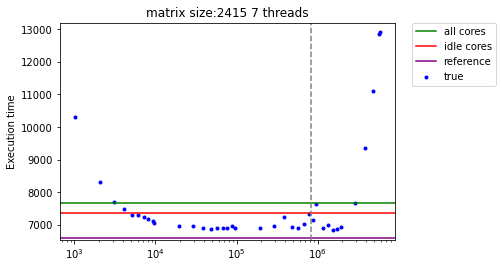 matrix size:2415 7 threads
Execution time
13000
12000
11000
10000
9000
8000
7000
10³
10⁴
10⁵
10⁶
all cores
idle cores
reference
true